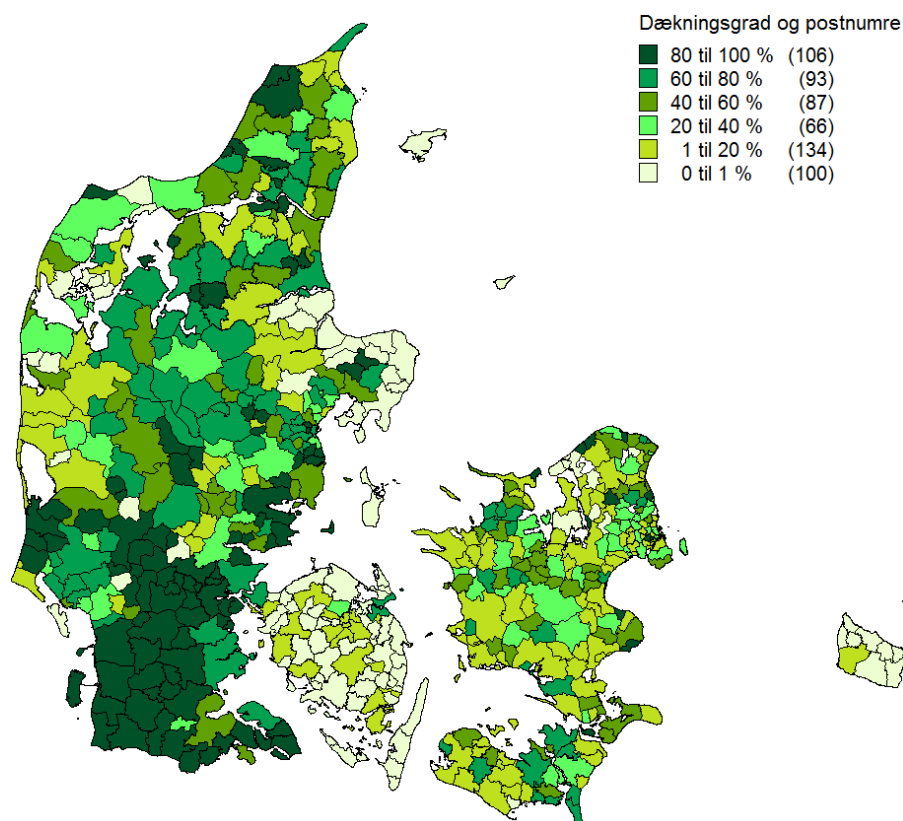 Dækningsgrad og postnumre
80 til 100 % (106)
60 til 80 % (93)
40 til 60 % (87)
20 til 40 % (66)
1 til 20 % (134)
0 til 1 % (100)